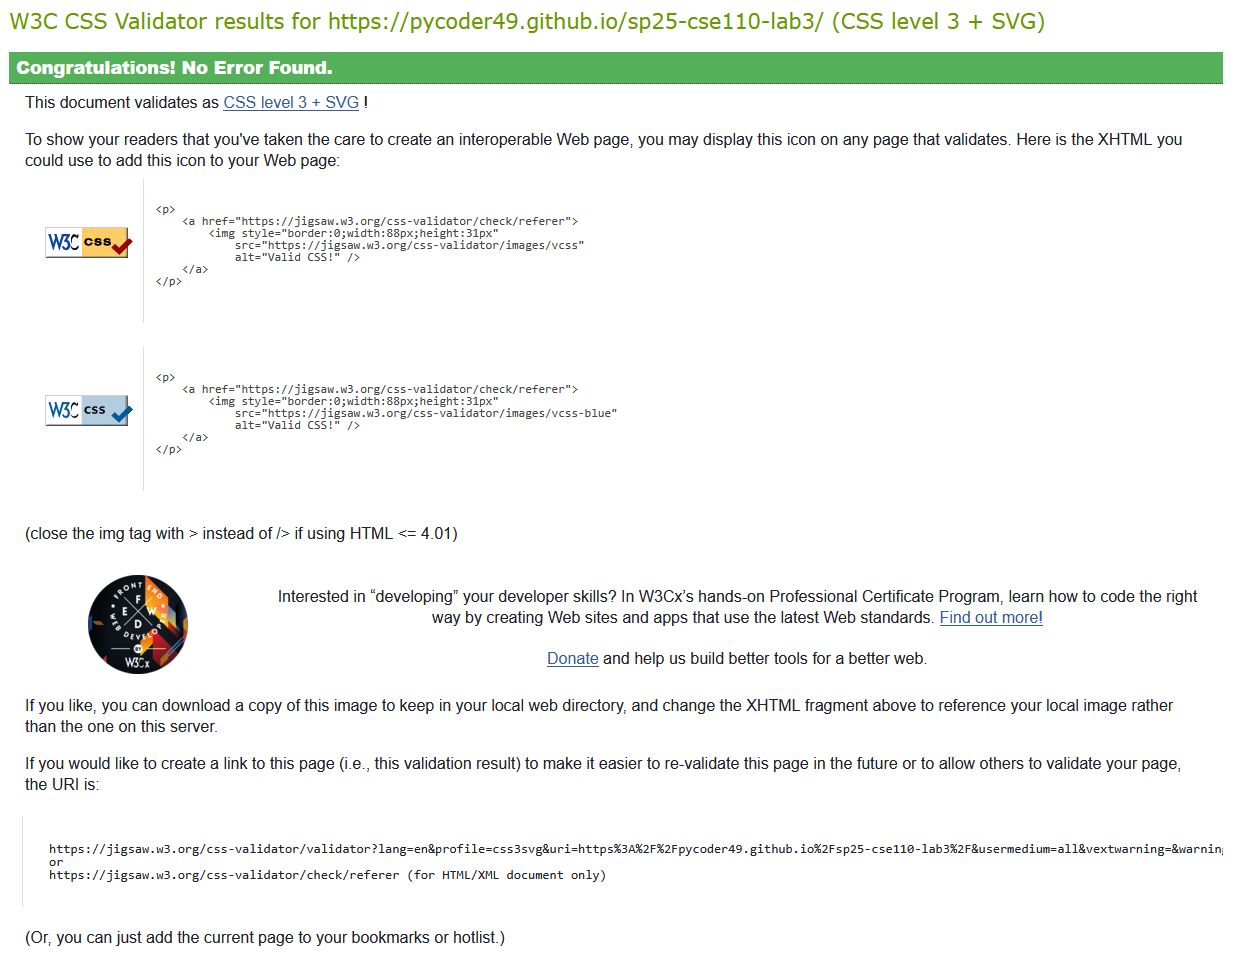 W3C CSS Validator results for https://pycoder49.github.io/sp25-cse110-lab3/ (CSS level 3 + SVG)
Congratulations! No Error Found.
This document validates as CSS level 3 + SVG !
To show your readers that you've taken the care to create an interoperable Web page, you may display this icon on any page that validates. Here is the XHTML you
could use to add this icon to your Web page:
W3C css
<p>
    <a href="https://jigsaw.w3.org/css-validator/check/referer">
        <img style="border:0;width:88px;height:31px"
            src="https://jigsaw.w3.org/css-validator/images/vcss"
            alt="Valid CSS!" />
    </a>
</p>
W3C css
<p>
    <a href="https://jigsaw.w3.org/css-validator/check/referer">
        <img style="border:0;width:88px;height:31px"
            src="https://jigsaw.w3.org/css-validator/images/vcss-blue"
            alt="Valid CSS!" />
    </a>
</p>
(close the img tag with > instead of /> if using HTML <= 4.01)
FRONT END
F
E W
D
WEB DEVELOPER
BY
W3Cx
Interested in “developing” your developer skills? In W3Cx’s hands-on Professional Certificate Program, learn how to code the right
way by creating Web sites and apps that use the latest Web standards. Find out more!
Donate and help us build better tools for a better web.
If you like, you can download a copy of this image to keep in your local web directory, and change the XHTML fragment above to reference your local image rather
than the one on this server.
If you would like to create a link to this page (i.e., this validation result) to make it easier to re-validate this page in the future or to allow others to validate your page,
the URI is:
https://jigsaw.w3.org/css-validator/validator?lang=en&profile=css3svg&uri=https%3A%2F%2Fpycoder49.github.io%2Fsp25-cse110-lab3%2F&usermedium=all&vextwarning=&warning
or
https://jigsaw.w3.org/css-validator/check/referer (for HTML/XML document only)
(Or, you can just add the current page to your bookmarks or hotlist.)